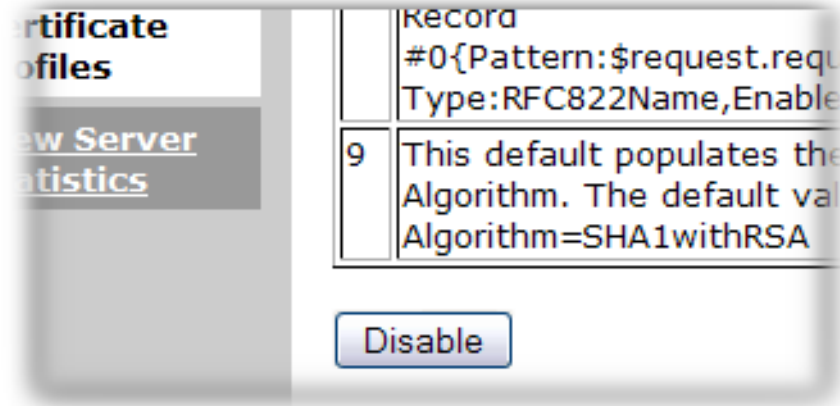 rtificate
ofiles
ew Server
atistics
Record
#0{Pattern:$request.requ
Type:RFC822Name,Enable
9 This default populates the
Algorithm. The default val
Algorithm=SHA1withRSA
Disable